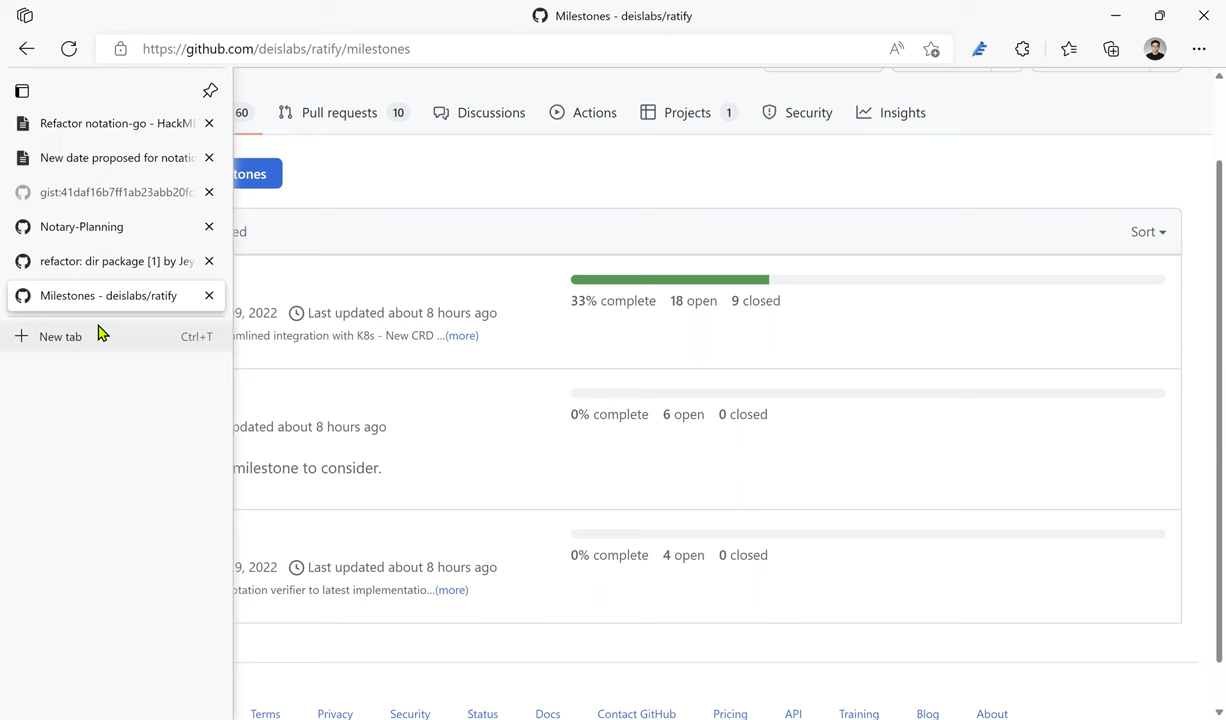 Milestones - deislabs/ratify
https://github.com/deislabs/ratify/milestones
Refactor notation-go - HackM
New date proposed for notati
gist:41daf16b7ff1ab23abb20f
Notary-Planning
refactor: dir package [1] by Jey
Milestones - deislabs/ratify
New tab Ctrl+T
60 Pull requests 10 Discussions Actions Projects 1 Security Insights
tones
ed Sort
33% complete 18 open 9 closed
9, 2022 Last updated about 8 hours ago
mlined integration with K8s - New CRD ...(more)
0% complete 6 open 0 closed
pdated about 8 hours ago
milestone to consider.
0% complete 4 open 0 closed
9, 2022 Last updated about 8 hours ago
otation verifier to latest implementatio...(more)
Terms Privacy Security Status Docs Contact GitHub Pricing API Training Blog About